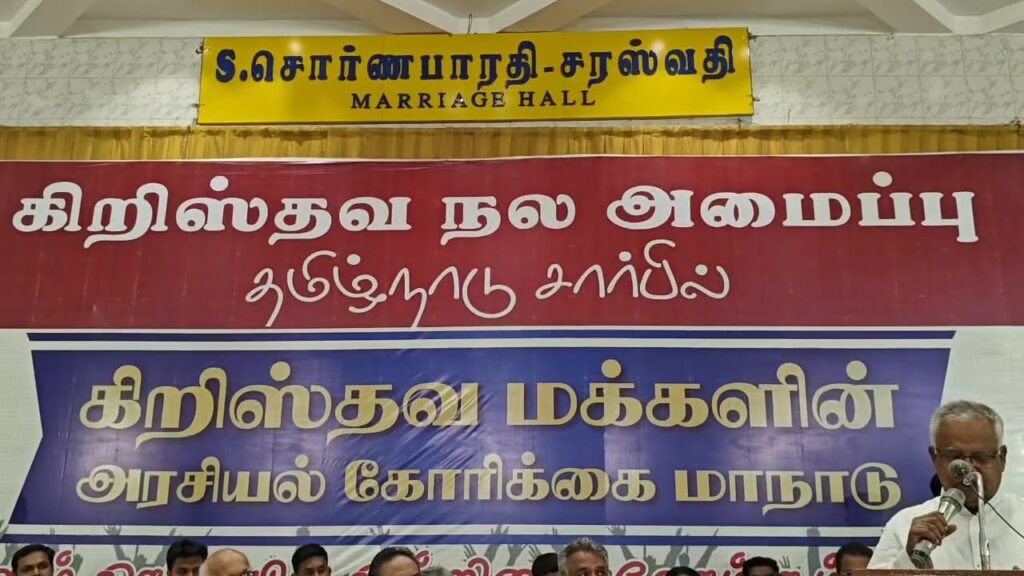 S.சொர்ணபாரதி-சரஸ்வதி
MARRIAGE HALL
கிறிஸ்தவ நல அமைப்பு
தமிழ்நாடு சார்பில்
கிறிஸ்தவ மக்களின்
அரசியல் கோரிக்கை மாநாடு